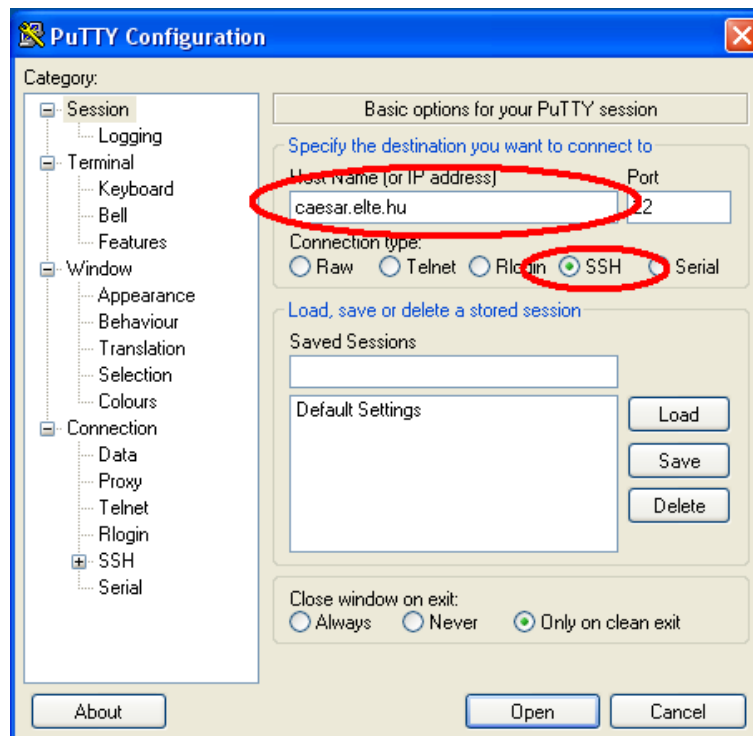 PuTTY Configuration
Category:
Session
Logging
Terminal
Keyboard
Bell
Features
Window
Appearance
Behaviour
Translation
Selection
Colours
Connection
Data
Proxy
Telnet
Rlogin
SSH
Serial
Basic options for your PuTTY session
Specify the destination you want to connect to
Host Name (or IP address) Port
caesar.elte.hu 22
Connection type:
Raw Telnet Rlogin SSH Serial
Load, save or delete a stored session
Saved Sessions
Default Settings
Load
Save
Delete
Close window on exit:
Always Never Only on clean exit
About Open Cancel